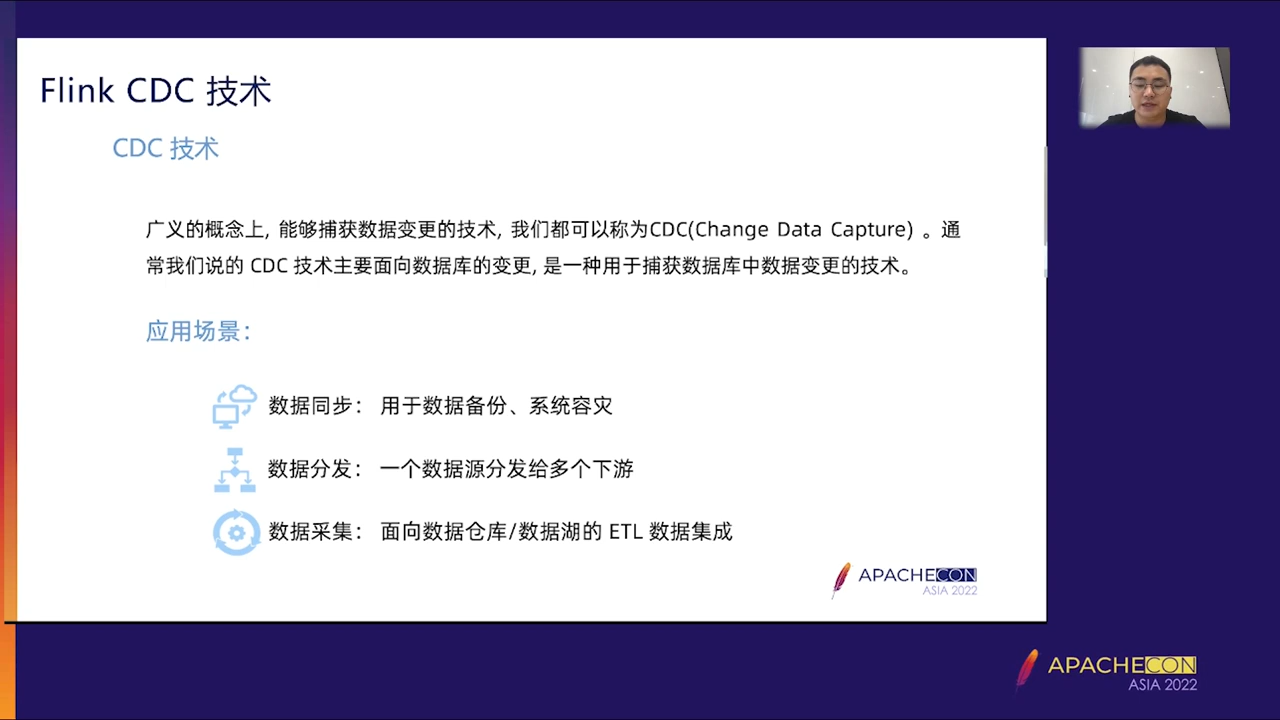 Flink CDC 技术
CDC 技术
广义的概念上, 能够捕获数据变更的技术, 我们都可以称为CDC(Change Data Capture) 。通
常我们说的 CDC 技术主要面向数据库的变更, 是一种用于捕获数据库中数据变更的技术。
应用场景:
数据同步: 用于数据备份、系统容灾
数据分发: 一个数据源分发给多个下游
数据采集: 面向数据仓库/数据湖的 ETL 数据集成
APACHECON
ASIA 2022
APACHECON
ASIA 2022